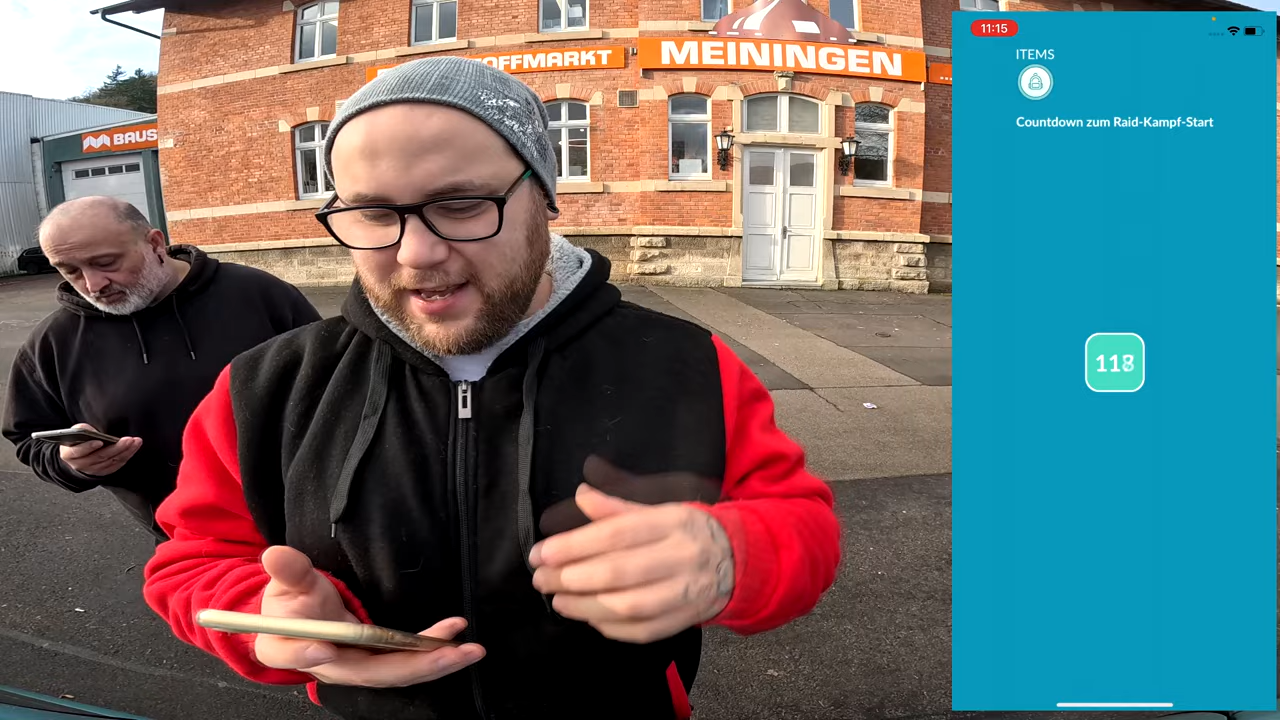 OFFMARKT
MEININGEN
BAUS
11:15
ITEMS
Countdown zum Raid-Kampf-Start
118